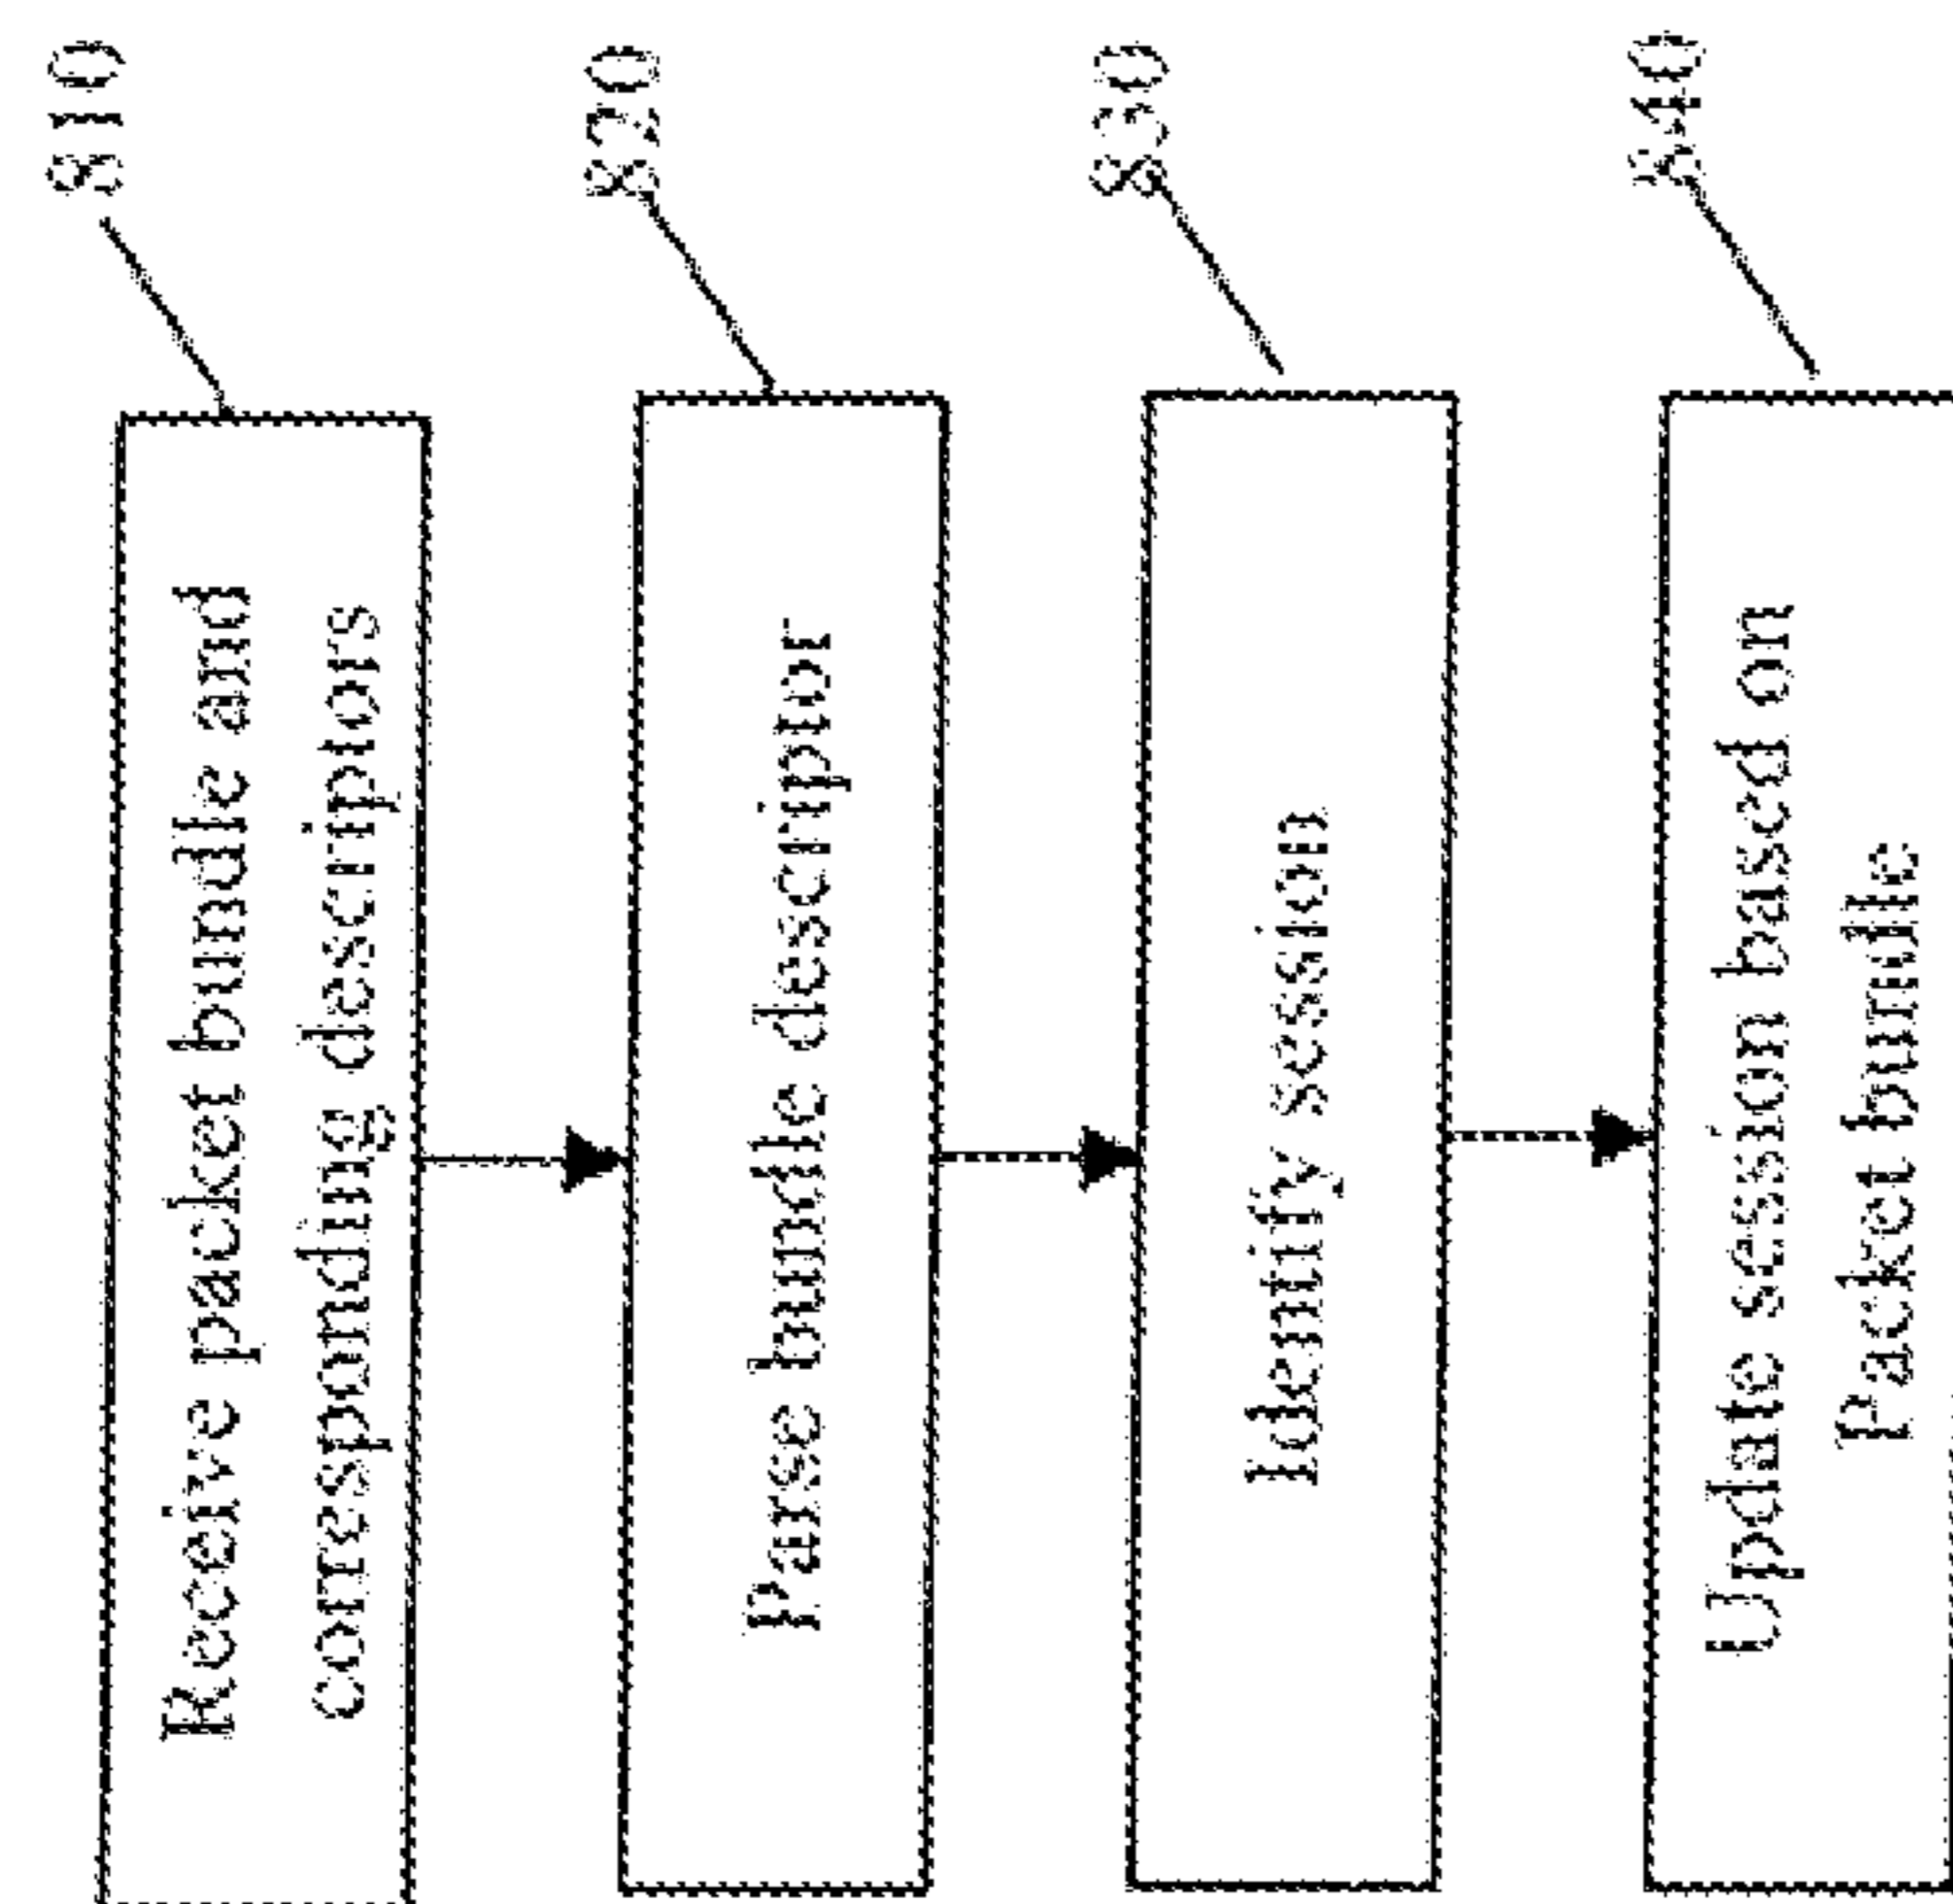 810
Receive packet bundle and
corresponding descriptors
820
Parse bundle descriptor
830
Identify session
840
Update session based on
Packet bundle